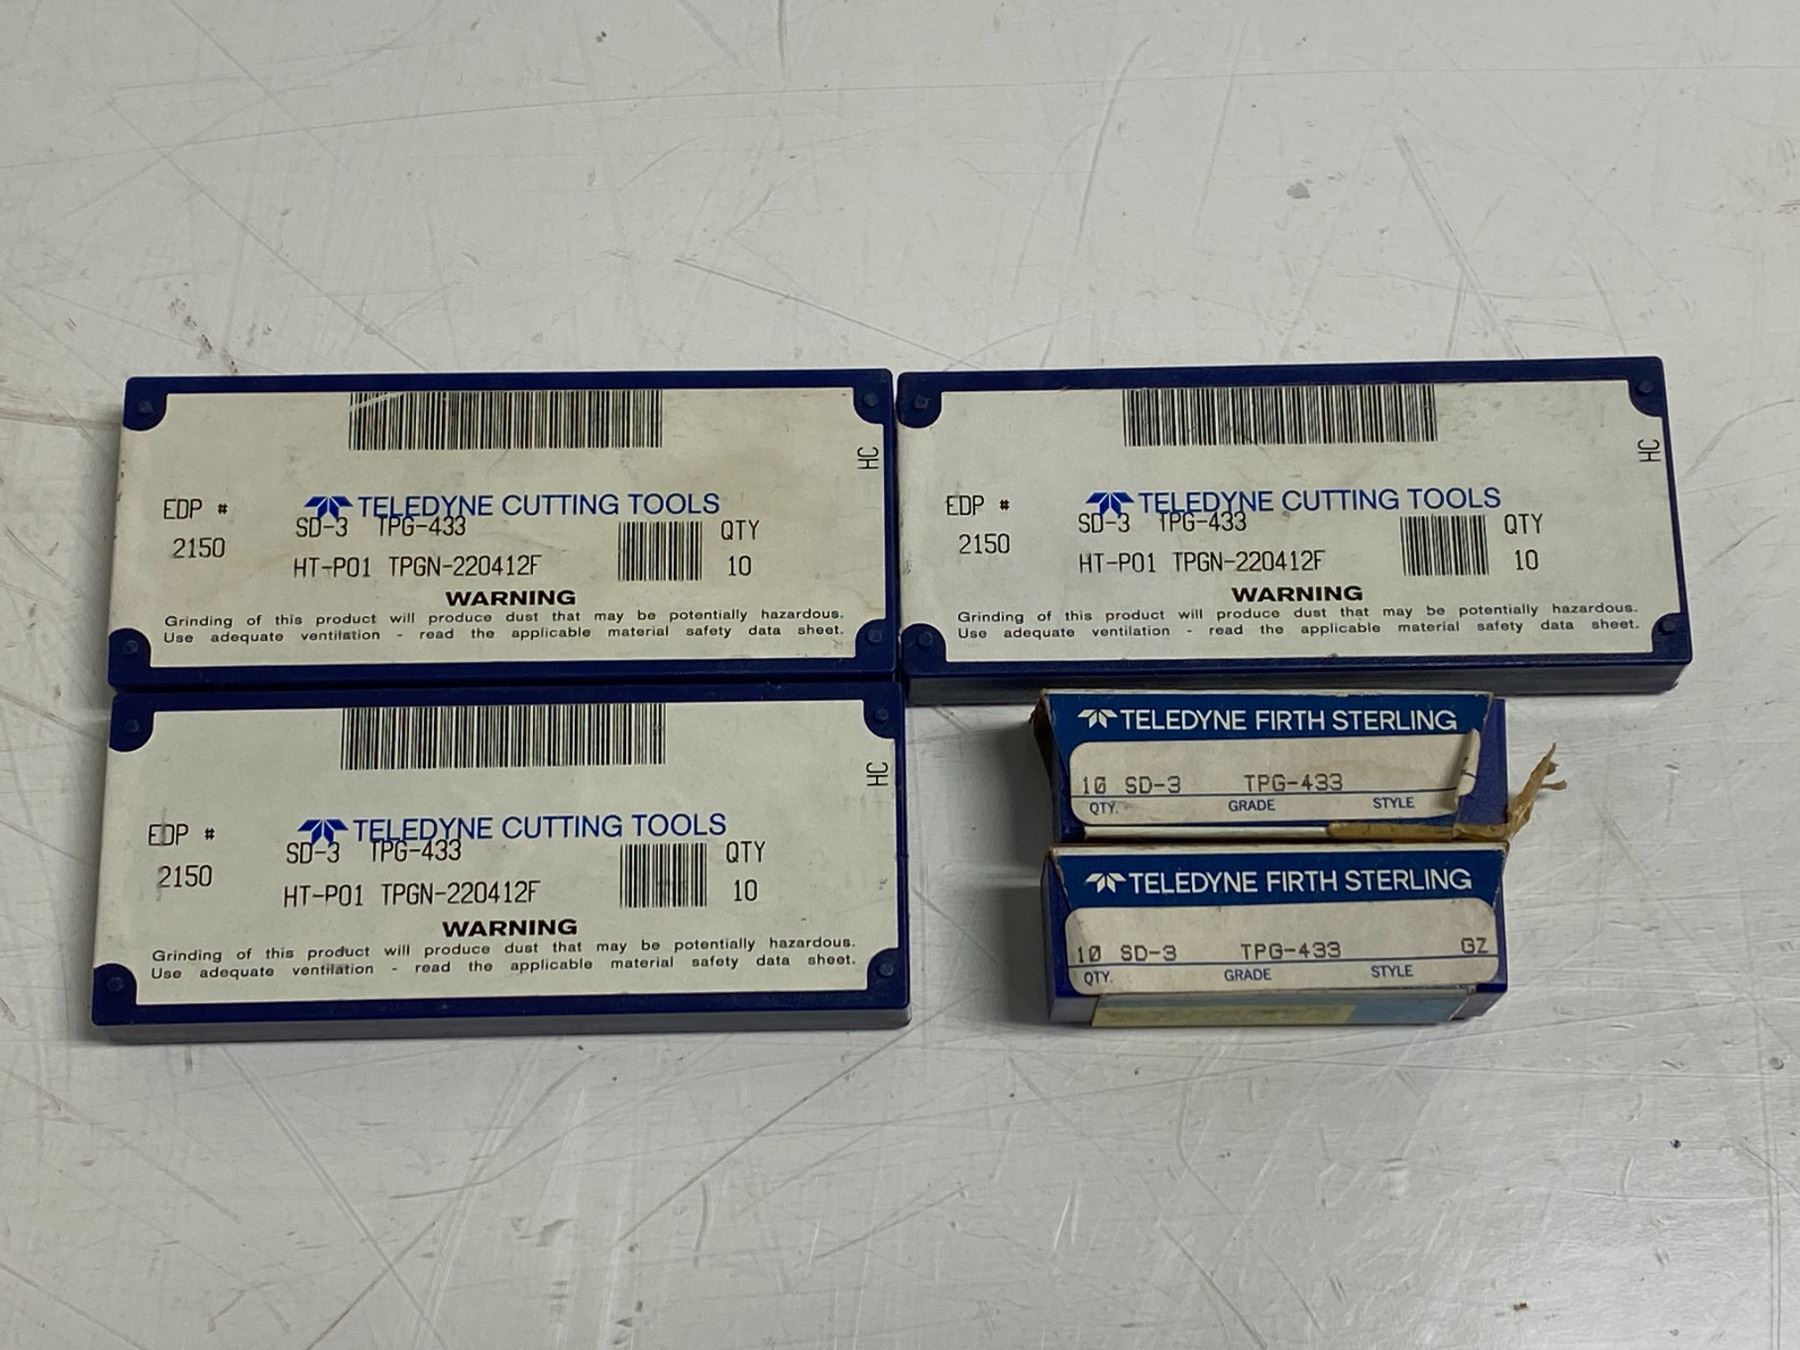 HC
EDP #
2150
TELEDYNE CUTTING TOOLS
SD-3 TPG-433
HT-P01 TPGN-220412F
QTY
10
WARNING
Grinding of this product will produce dust that may be potentially hazardous.
Use adequate ventilation - read the applicable material safety data sheet.
HC
EDP #
2150
TELEDYNE CUTTING TOOLS
SD-3 TPG-433
HT-P01 TPGN-220412F
QTY
10
WARNING
Grinding of this product will produce dust that may be potentially hazardous.
Use adequate ventilation - read the applicable material safety data sheet.
HC
EDP #
2150
TELEDYNE CUTTING TOOLS
SD-3 TPG-433
HT-P01 TPGN-220412F
QTY
10
WARNING
Grinding of this product will produce dust that may be potentially hazardous.
Use adequate ventilation - read the applicable material safety data sheet.
TELEDYNE FIRTH STERLING
10 SD-3 TPG-433
QTY. GRADE STYLE
TELEDYNE FIRTH STERLING
10 SD-3 TPG-433 GZ
QTY. GRADE STYLE